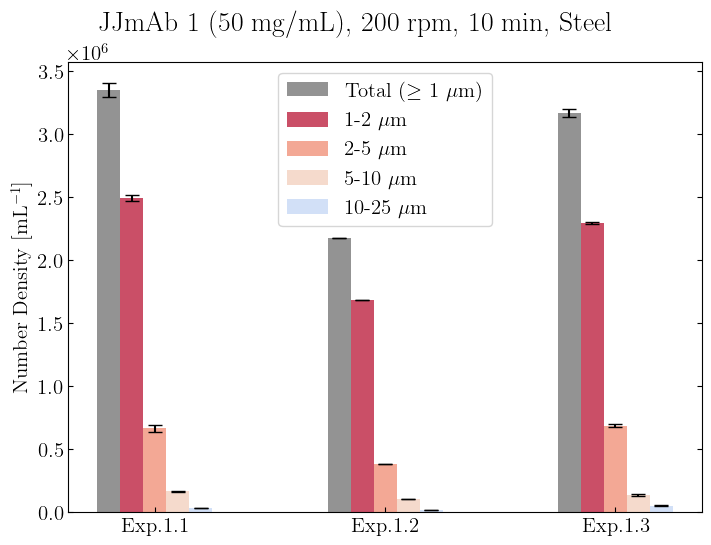 JJmAb 1 (50 mg/mL), 200 rpm, 10 min, Steel
×10⁶
3.5
3.0
2.5
2.0
1.5
1.0
0.5
0.0
Number Density [mL⁻¹]
Total (≥ 1 μm)
1-2 μm
2-5 μm
5-10 μm
10-25 μm
Exp.1.1
Exp.1.2
Exp.1.3